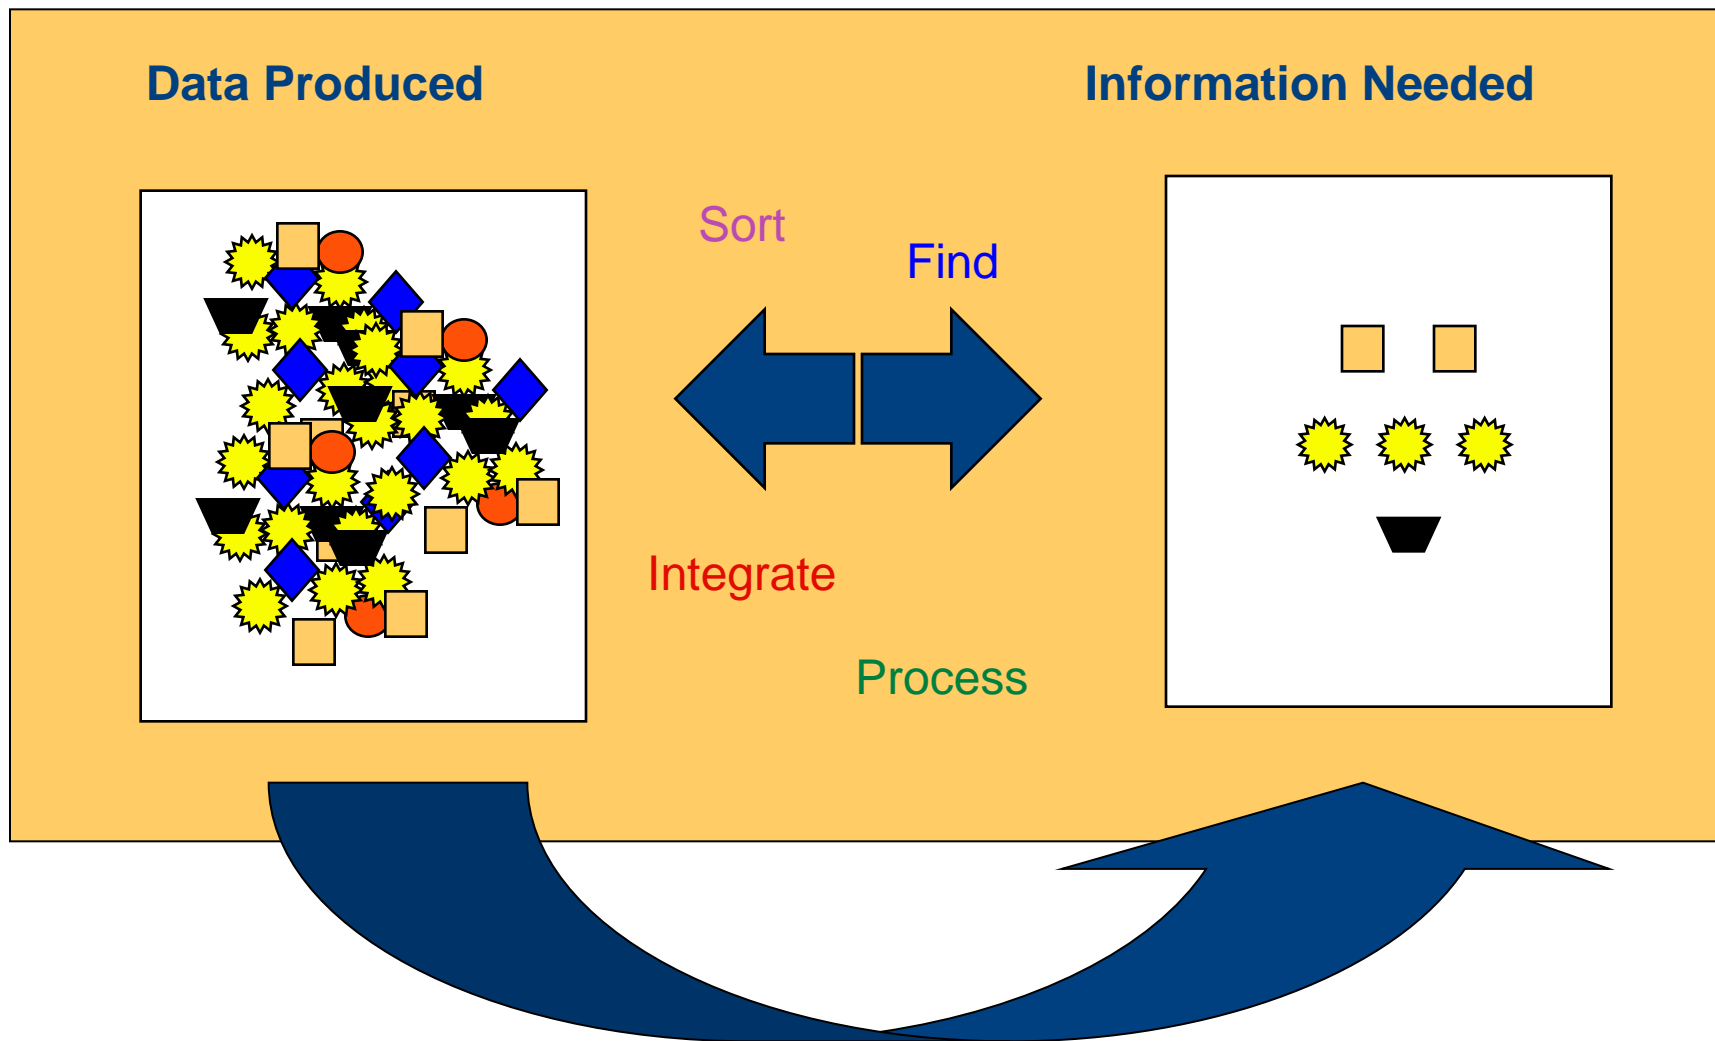 Data Produced
Information Needed
Sort
Find
Integrate
Process